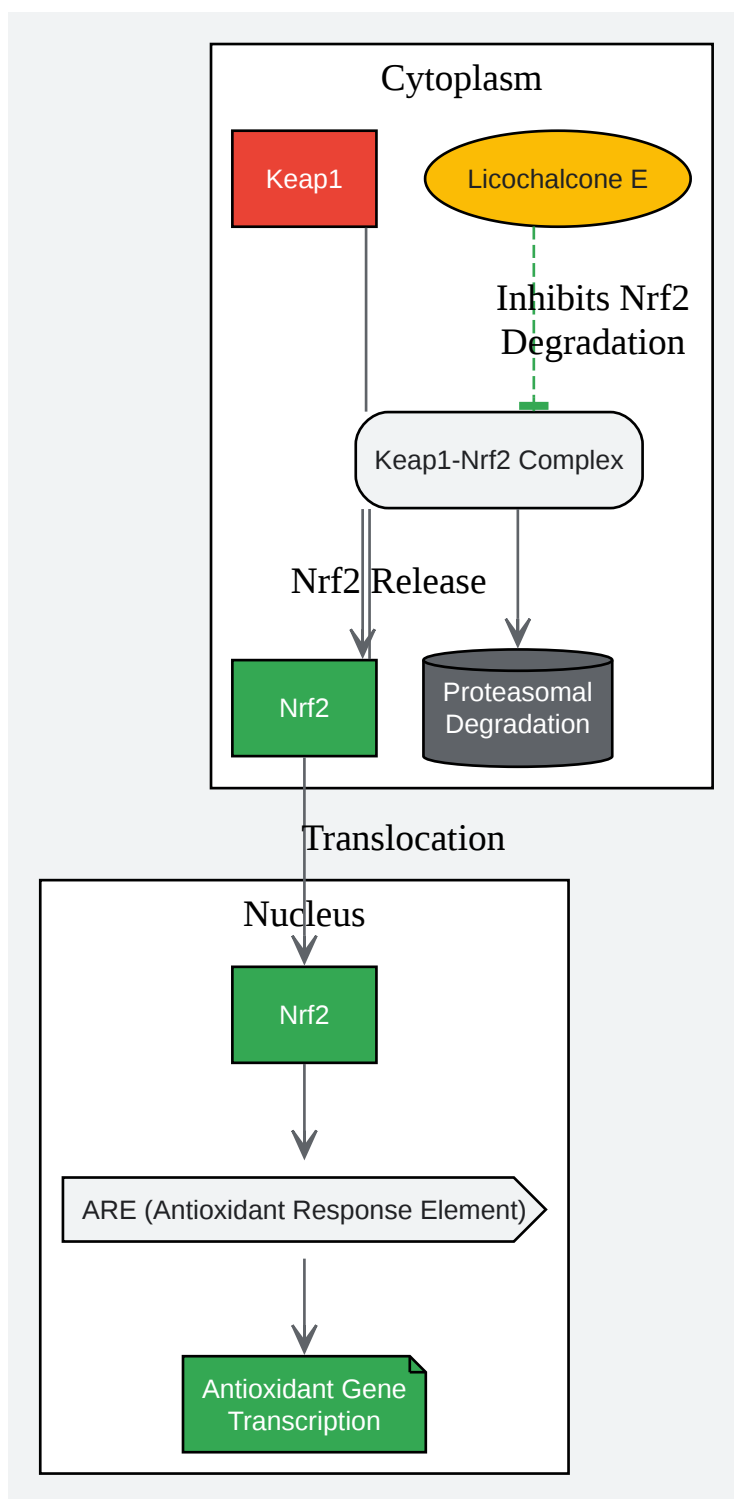 Cytoplasm
Keap1
Licochalcone E
Inhibits Nrf2
Degradation
Keap1-Nrf2 Complex
Nrf2 Release
Nrf2
Proteasomal
Degradation
Translocation
Nucleus
Nrf2
ARE (Antioxidant Response Element)
Antioxidant Gene
Transcription